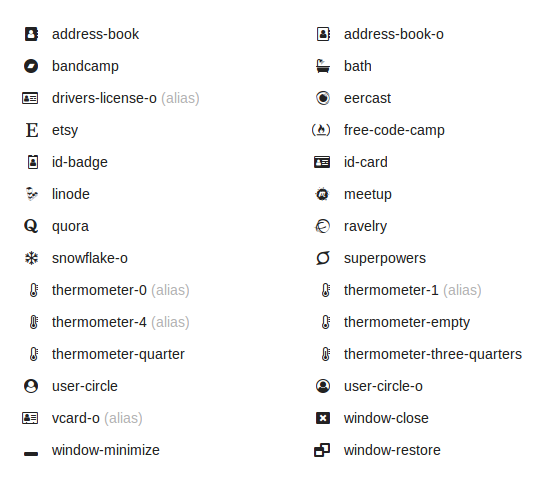 address-book address-book-o
bandcamp bath
drivers-license-o (alias) eercast
etsy free-code-camp
id-badge id-card
linode meetup
quora ravelry
snowflake-o superpowers
thermometer-0 (alias) thermometer-1 (alias)
thermometer-4 (alias) thermometer-empty
thermometer-quarter thermometer-three-quarters
user-circle user-circle-o
vcard-o (alias) window-close
window-minimize window-restore